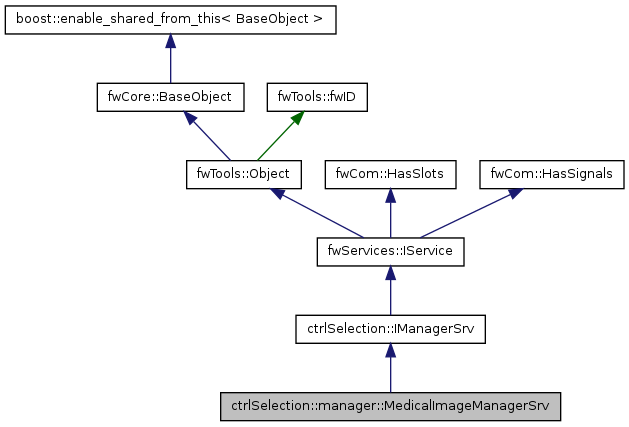 boost::enable_shared_from_this< BaseObject >
fwCore::BaseObject
fwTools::fwID
fwTools::Object
fwCom::HasSlots
fwCom::HasSignals
fwServices::IService
ctrlSelection::IManagerSrv
ctrlSelection::manager::MedicalImageManagerSrv